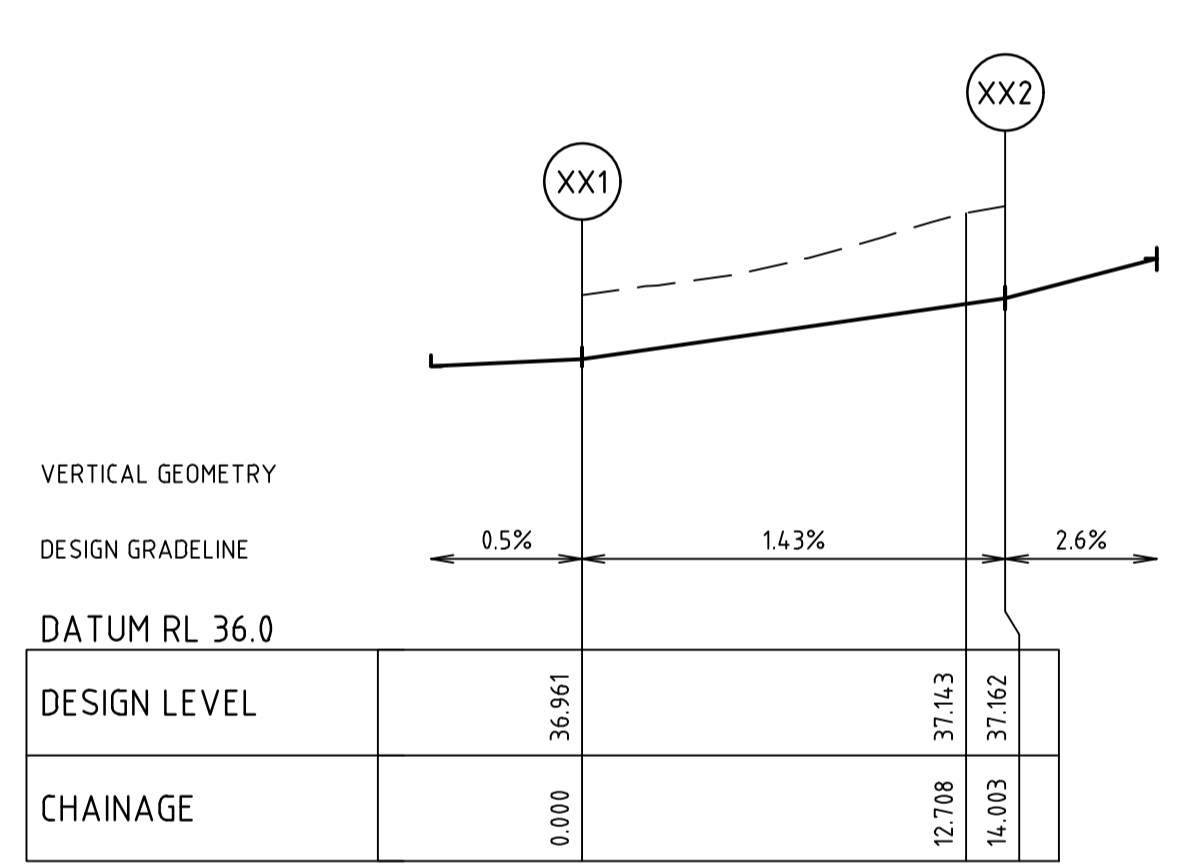 XX2
XX1
VERTICAL GEOMETRY
DESIGN GRADELINE 0.5% 1.43% 2.6%
DATUM RL 36.0
DESIGN LEVEL 36.961 37.143 37.162
CHAINAGE 0.000 12.708 14.003